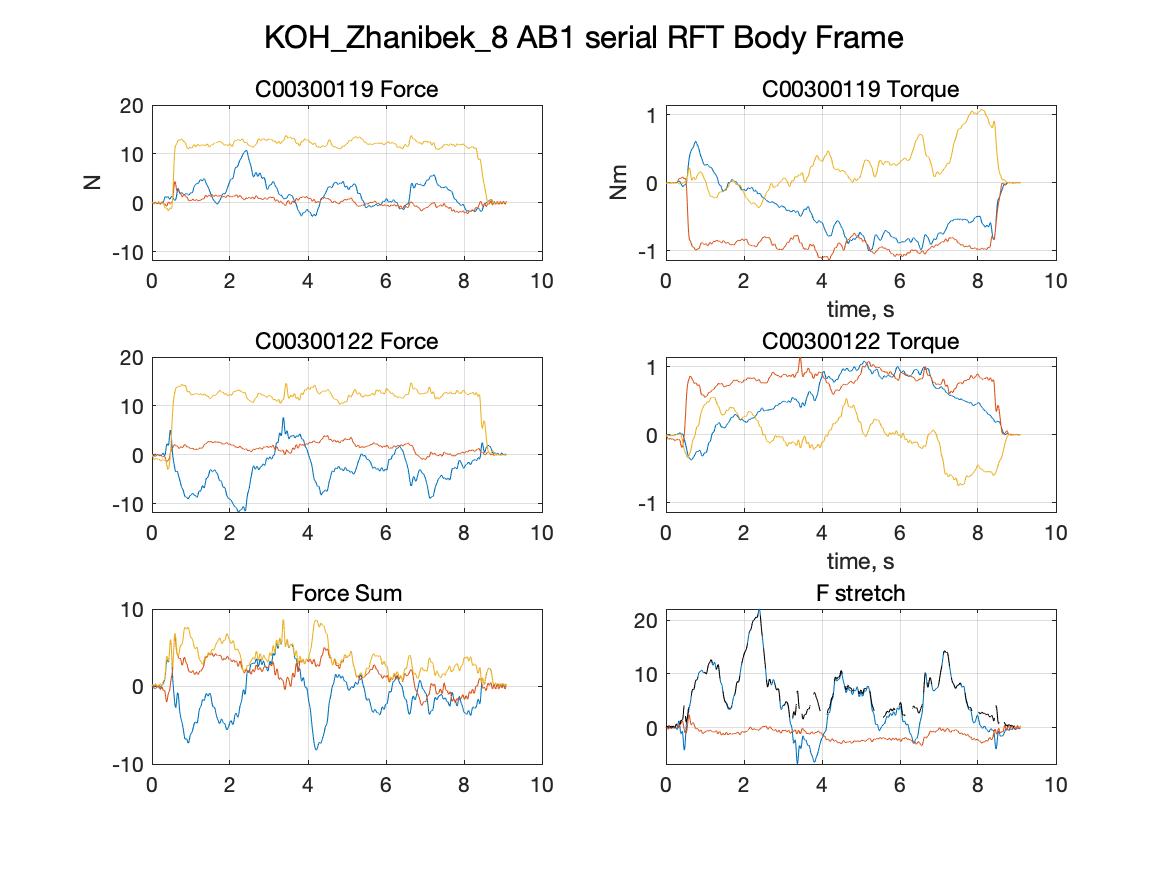 KOH_Zhanibek_8 AB1 serial RFT Body Frame
C00300119 Force
C00300119 Torque
20
10
0
-10
N
0 2 4 6 8 10
1
0
-1
Nm
0 2 4 6 8 10
time, s
C00300122 Force
C00300122 Torque
20
10
0
-10
0 2 4 6 8 10
1
0
-1
0 2 4 6 8 10
time, s
Force Sum
F stretch
10
0
-10
0 2 4 6 8 10
20
10
0
0 2 4 6 8 10